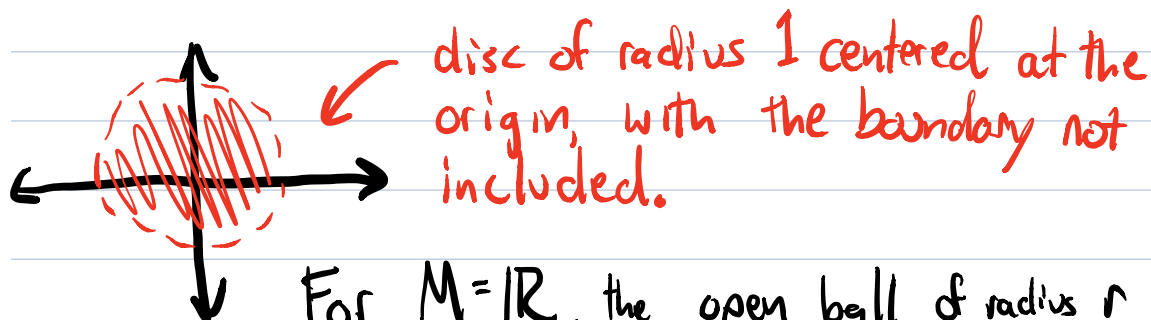 disc of radius 1 centered at the
origin, with the boundary not
included.
For M = ℝ, the open ball of radius r